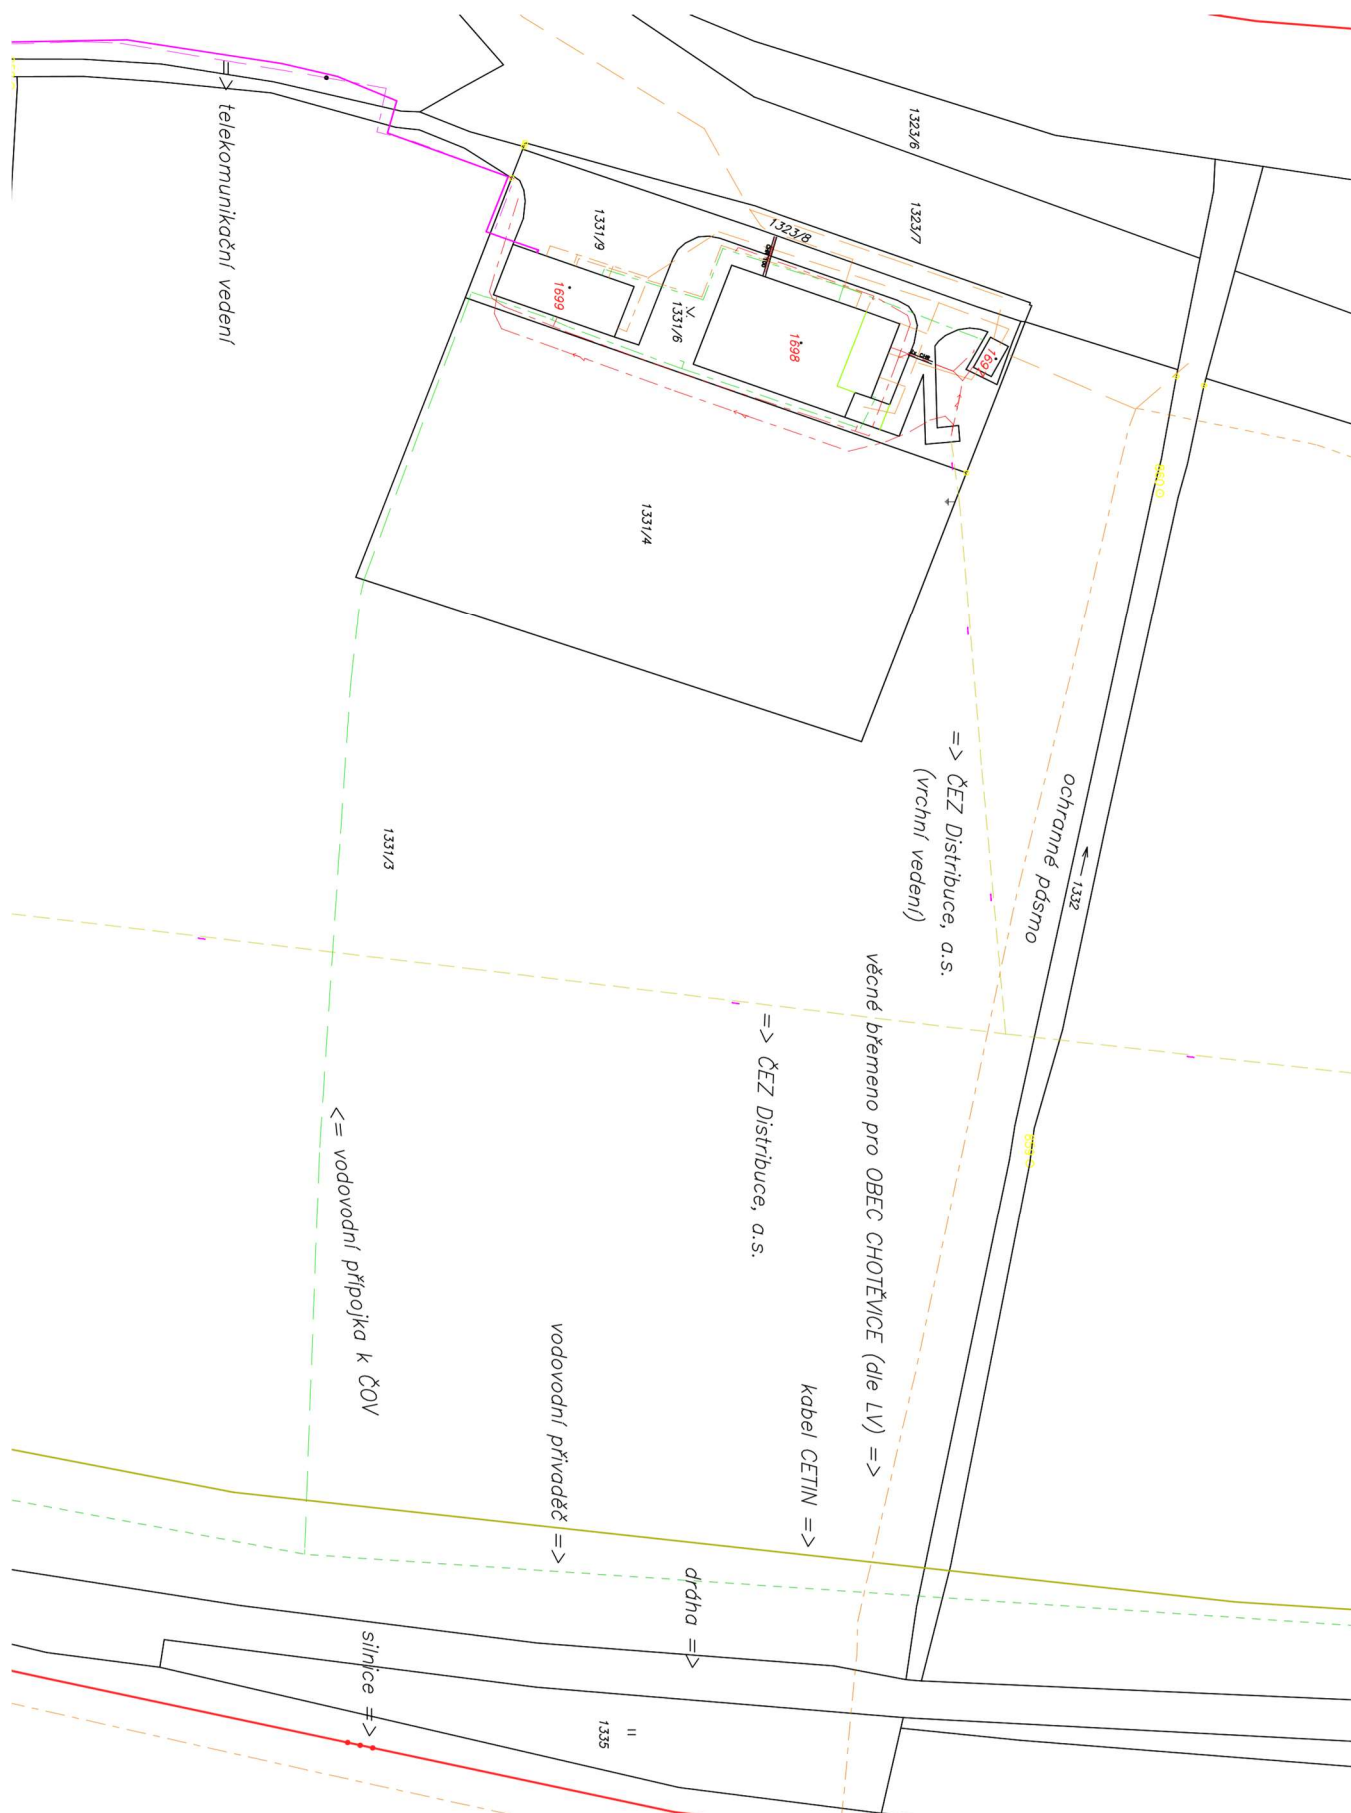 1323/6
1323/7
1323/8
1331/9
1331/6
1699
1698
telekomunikační vedení
1331/4
=> ČEZ Distribuce, a.s.
(vrchní vedení)
ochranné pásmo
1332
1331/3
věcné břemeno pro OBEC CHOTĚVICE (dle LV) =>
=> ČEZ Distribuce, a.s.
<= vodovodní přípojka k ČOV
vodovodní přivaděč =>
kabel CETIN =>
dráha =>
silnice =>
1335